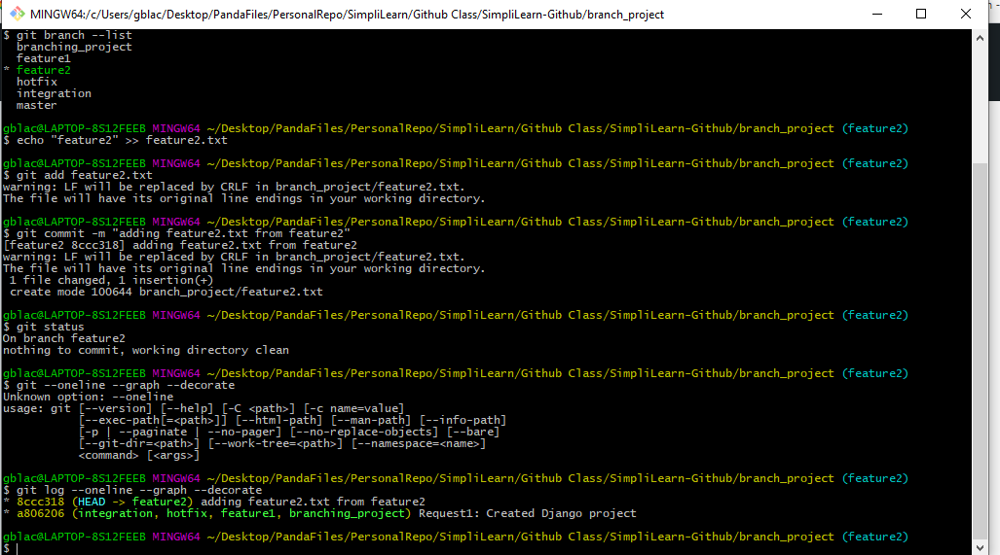 MINGW64:/c/Users/gblac/Desktop/PandaFiles/PersonalRepo/SimpliLearn/Github Class/SimpliLearn-Github/branch_project
$ git branch --list
  branching_project
  feature1
* feature2
  hotfix
  integration
  master

gblac@LAPTOP-8S12FEEB MINGW64 ~/Desktop/PandaFiles/PersonalRepo/SimpliLearn/Github Class/SimpliLearn-Github/branch_project (feature2)
$ echo "feature2" >> feature2.txt

gblac@LAPTOP-8S12FEEB MINGW64 ~/Desktop/PandaFiles/PersonalRepo/SimpliLearn/Github Class/SimpliLearn-Github/branch_project (feature2)
$ git add feature2.txt
warning: LF will be replaced by CRLF in branch_project/feature2.txt.
The file will have its original line endings in your working directory.

gblac@LAPTOP-8S12FEEB MINGW64 ~/Desktop/PandaFiles/PersonalRepo/SimpliLearn/Github Class/SimpliLearn-Github/branch_project (feature2)
$ git commit -m "adding feature2.txt from feature2"
[feature2 8ccc318] adding feature2.txt from feature2
warning: LF will be replaced by CRLF in branch_project/feature2.txt.
The file will have its original line endings in your working directory.
 1 file changed, 1 insertion(+)
 create mode 100644 branch_project/feature2.txt

gblac@LAPTOP-8S12FEEB MINGW64 ~/Desktop/PandaFiles/PersonalRepo/SimpliLearn/Github Class/SimpliLearn-Github/branch_project (feature2)
$ git status
On branch feature2
nothing to commit, working directory clean

gblac@LAPTOP-8S12FEEB MINGW64 ~/Desktop/PandaFiles/PersonalRepo/SimpliLearn/Github Class/SimpliLearn-Github/branch_project (feature2)
$ git --oneline --graph --decorate
Unknown option: --oneline
usage: git [--version] [--help] [-C <path>] [-c name=value]
           [--exec-path[=<path>]] [--html-path] [--man-path] [--info-path]
           [-p | --paginate | --no-pager] [--no-replace-objects] [--bare]
           [--git-dir=<path>] [--work-tree=<path>] [--namespace=<name>]
           <command> [<args>]

gblac@LAPTOP-8S12FEEB MINGW64 ~/Desktop/PandaFiles/PersonalRepo/SimpliLearn/Github Class/SimpliLearn-Github/branch_project (feature2)
$ git log --oneline --graph --decorate
* 8ccc318 (HEAD -> feature2) adding feature2.txt from feature2
* a806206 (integration, hotfix, feature1, branching_project) Request1: Created Django project

gblac@LAPTOP-8S12FEEB MINGW64 ~/Desktop/PandaFiles/PersonalRepo/SimpliLearn/Github Class/SimpliLearn-Github/branch_project (feature2)
$